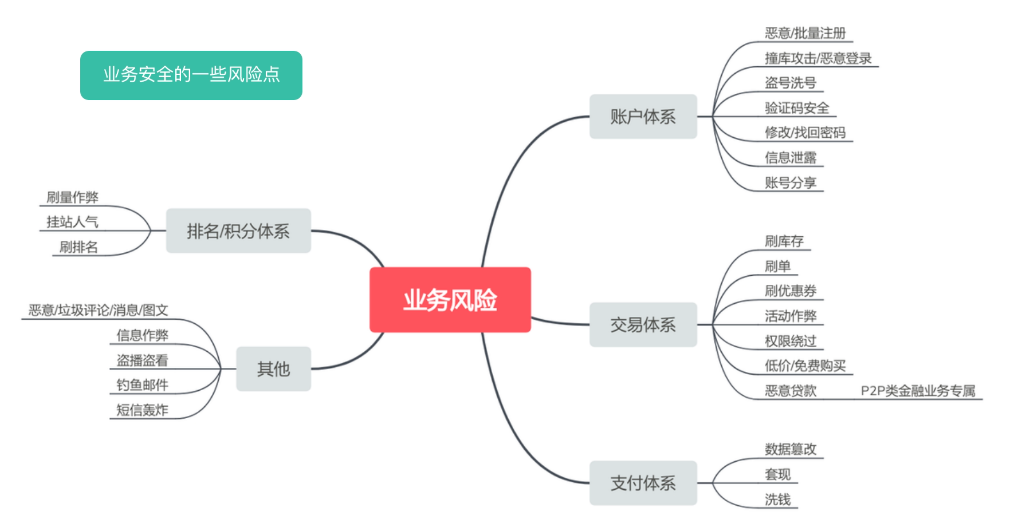 业务安全的一些风险点
业务风险
账户体系
恶意/批量注册
撞库攻击/恶意登录
盗号洗号
验证码安全
修改/找回密码
信息泄露
账号分享
交易体系
刷库存
刷单
刷优惠券
活动作弊
权限绕过
低价/免费购买
恶意贷款
P2P类金融业务专属
支付体系
数据篡改
套现
洗钱
排名/积分体系
刷量作弊
挂站人气
刷排名
其他
恶意/垃圾评论/消息/图文
信息作弊
盗播盗看
钓鱼邮件
短信轰炸